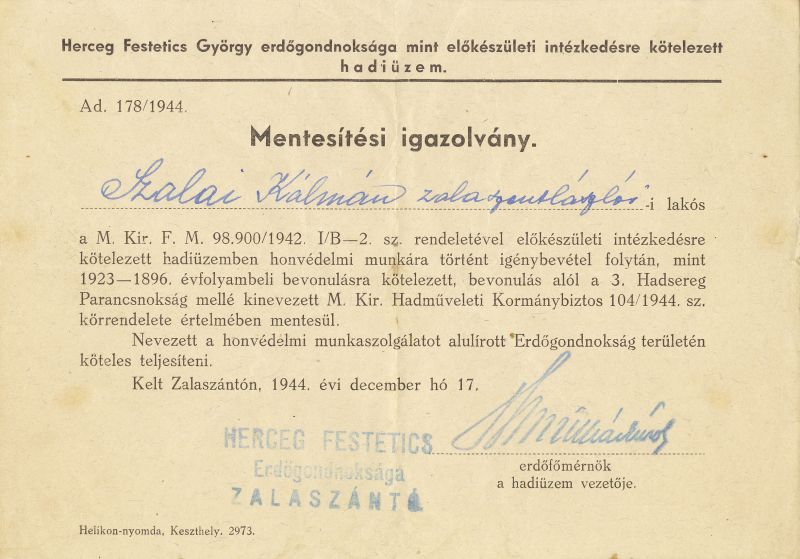 Herceg Festetics György erdőgondnoksága mint előkészületi intézkedésre kötelezett
hadiüzem.
Ad. 178/1944.
Mentesítési igazolvány.
Szalai Kálmán zalaszentlászlói -i lakós
a M. Kir. F. M. 98.900/1942. I/B—2. sz. rendeletével előkészületi intézkedésre
kötelezett hadiüzemben honvédelmi munkára történt igénybevétel folytán, mint
1923—1896. évfolyambeli bevonulásra kötelezett, bevonulás alól a 3. Hadsereg
Parancsnokság mellé kinevezett M. Kir. Hadműveleti Kormánybiztos 104/1944. sz.
körrendelete értelmében mentesül.
Nevezett a honvédelmi munkaszolgálatot alulírott Erdőgondnokság területén
köteles teljesíteni.
Kelt Zalaszántón, 1944. évi december hó 17.
HERCEG FESTETICS
Erdőgondnoksága
ZALASZÁNTÓ
erdőfőmérnök
a hadiüzem vezetője.
Helikon-nyomda, Keszthely. 2973.